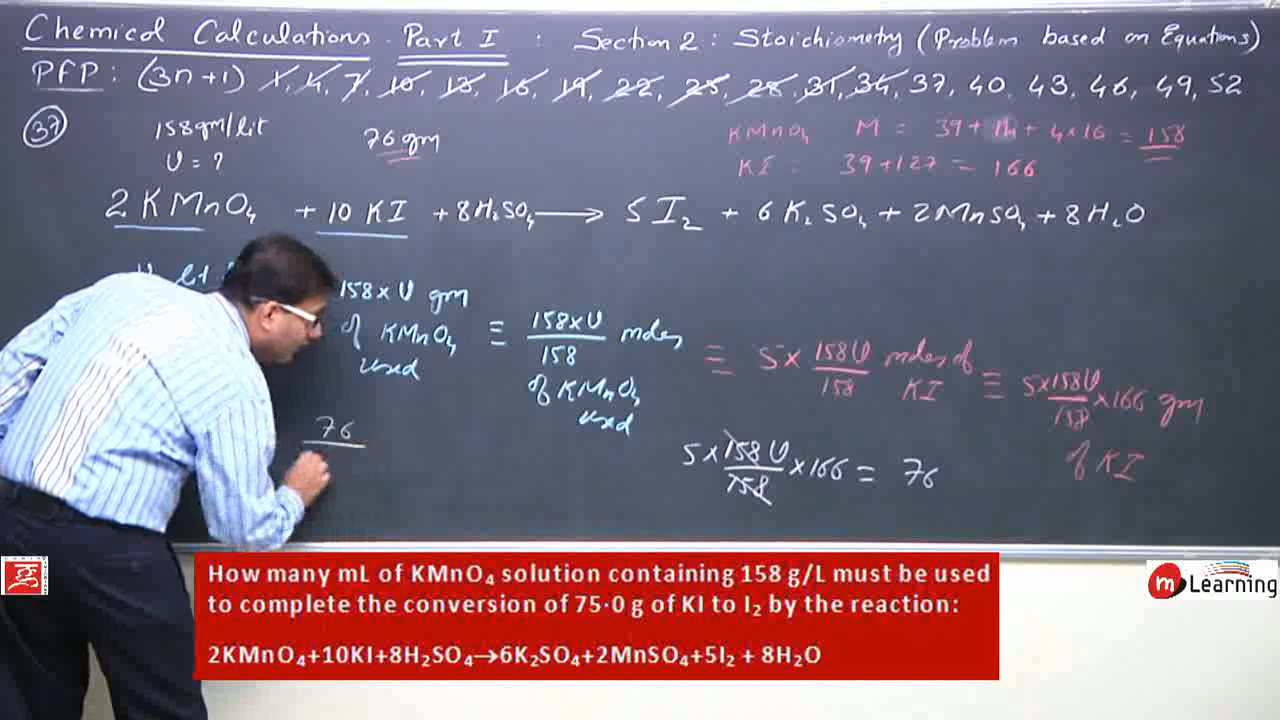 Chemical Calculations Part I : Section 2 : Stoichiometry (Problem based on Equations)
PFP : (3n+1) 1, 4, 7, 10, 13, 16, 19, 22, 25, 28, 31, 34, 37, 40, 43, 46, 49, 52
37
158gm/lit
V = ?
76 gm
KMnO₄ M = 39 + + 4×16 = 158
KI : 39+127 = 166
2 KMnO₄ + 10 KI + 8H₂SO₄ → 5 I₂ + 6 K₂SO₄ + 2MnSO₄ + 8H₂O
V lit
158×V gm
of KMnO₄
used
≡ 158×V/158 moles
of KMnO₄
used
≡ 5 × 158V/158 moles of
KI
≡ 5×158V/158 ×166 gm
of KI
76
5 × 158V/158 ×166 = 76
How many mL of KMnO₄ solution containing 158 g/L must be used
to complete the conversion of 75·0 g of KI to I₂ by the reaction:
2KMnO₄+10KI+8H₂SO₄→6K₂SO₄+2MnSO₄+5I₂ + 8H₂O
m Learning